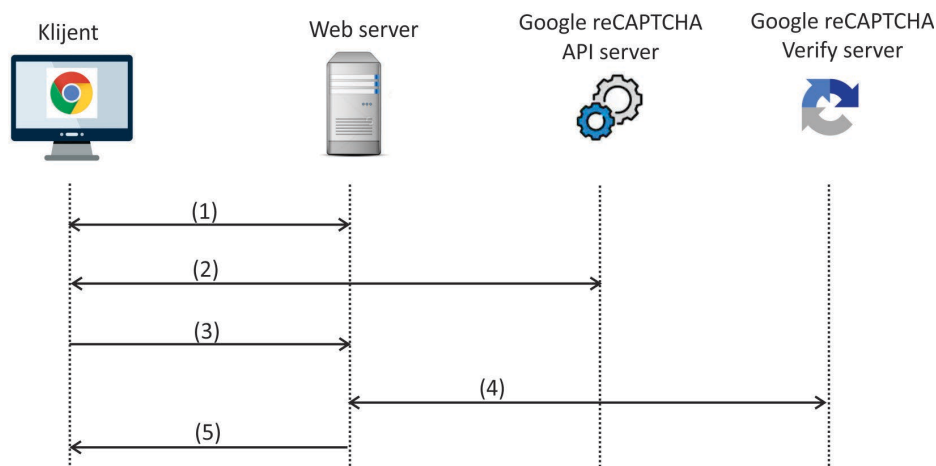 Klijent
Web server
Google reCAPTCHA
API server
Google reCAPTCHA
Verify server
(1)
(2)
(3)
(4)
(5)